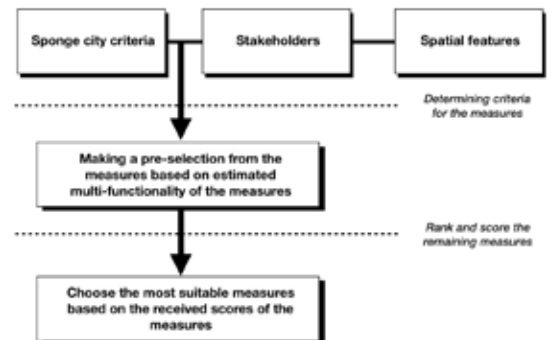 Sponge city criteria
Stakeholders
Spatial features
Determining criteria
for the measures
Making a pre-selection from the
measures based on estimated
multi-functionality of the measures
Rank and score the
remaining measures
Choose the most suitable measures
based on the received scores of the
measures